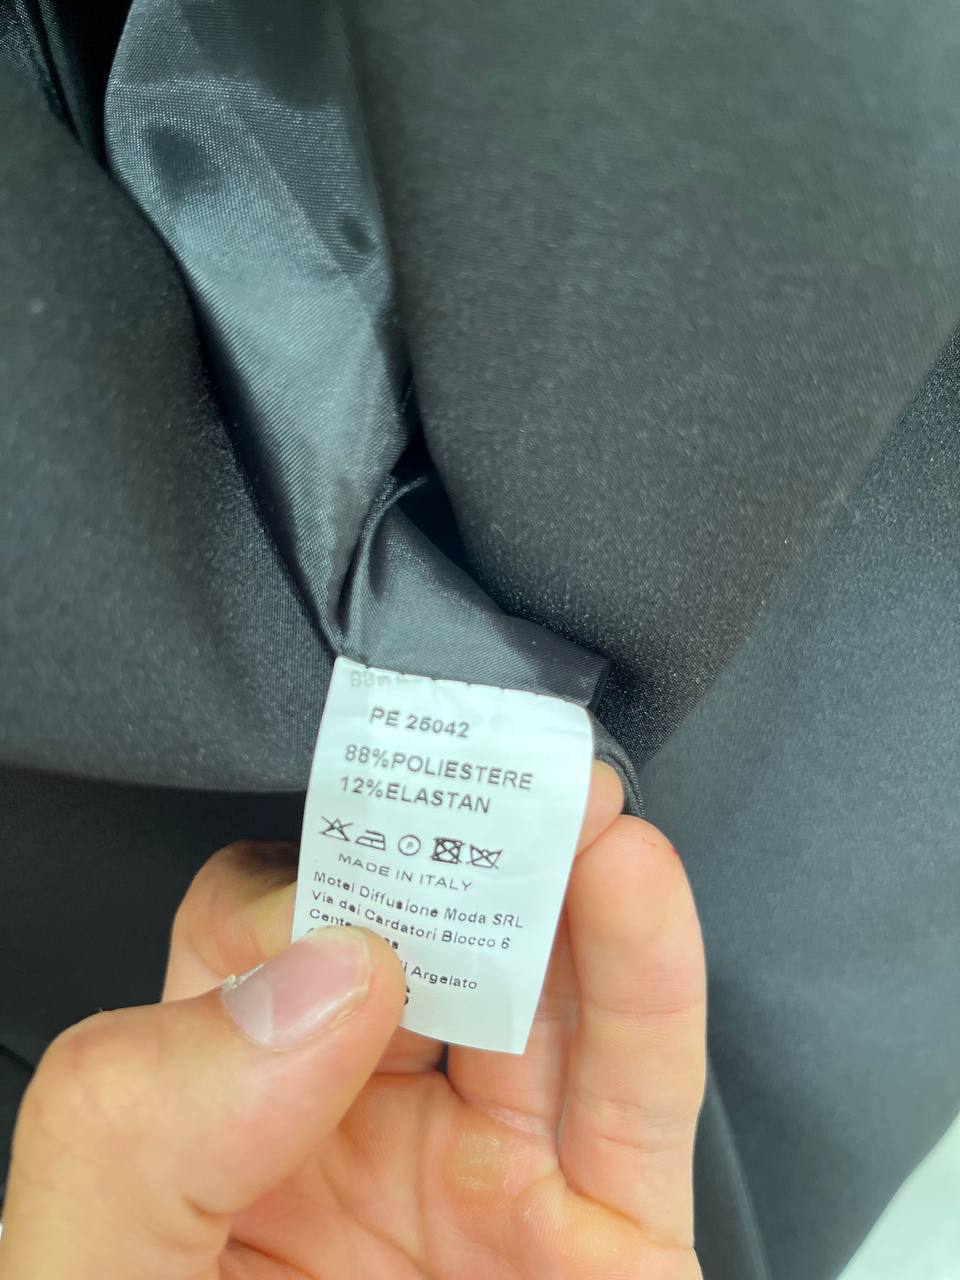 PE 25042
88%POLIESTERE
12%ELASTAN
P
MADE IN ITALY
Motel Diffusione Moda SRL
Via dei Cardatori Blocco 6
Argelato